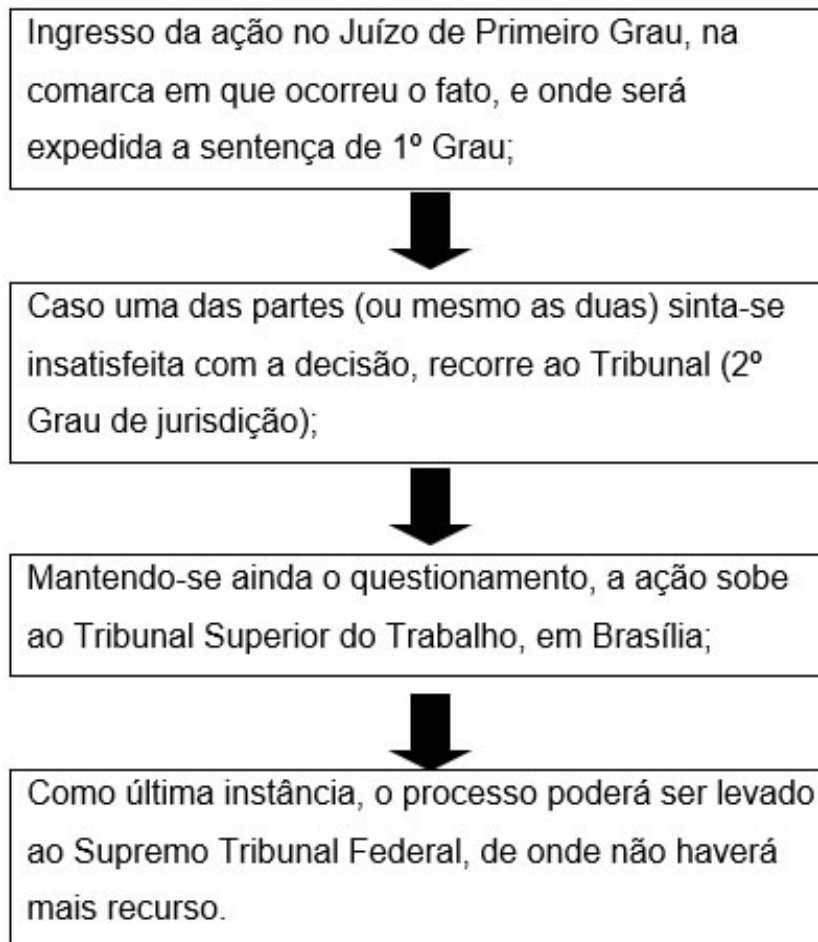 Ingresso da ação no Juízo de Primeiro Grau, na
comarca em que ocorreu o fato, e onde será
expedida a sentença de 1º Grau;
Caso uma das partes (ou mesmo as duas) sinta-se
insatisfeita com a decisão, recorre ao Tribunal (2º
Grau de jurisdição);
Mantendo-se ainda o questionamento, a ação sobe
ao Tribunal Superior do Trabalho, em Brasília;
Como última instância, o processo poderá ser levado
ao Supremo Tribunal Federal, de onde não haverá
mais recurso.